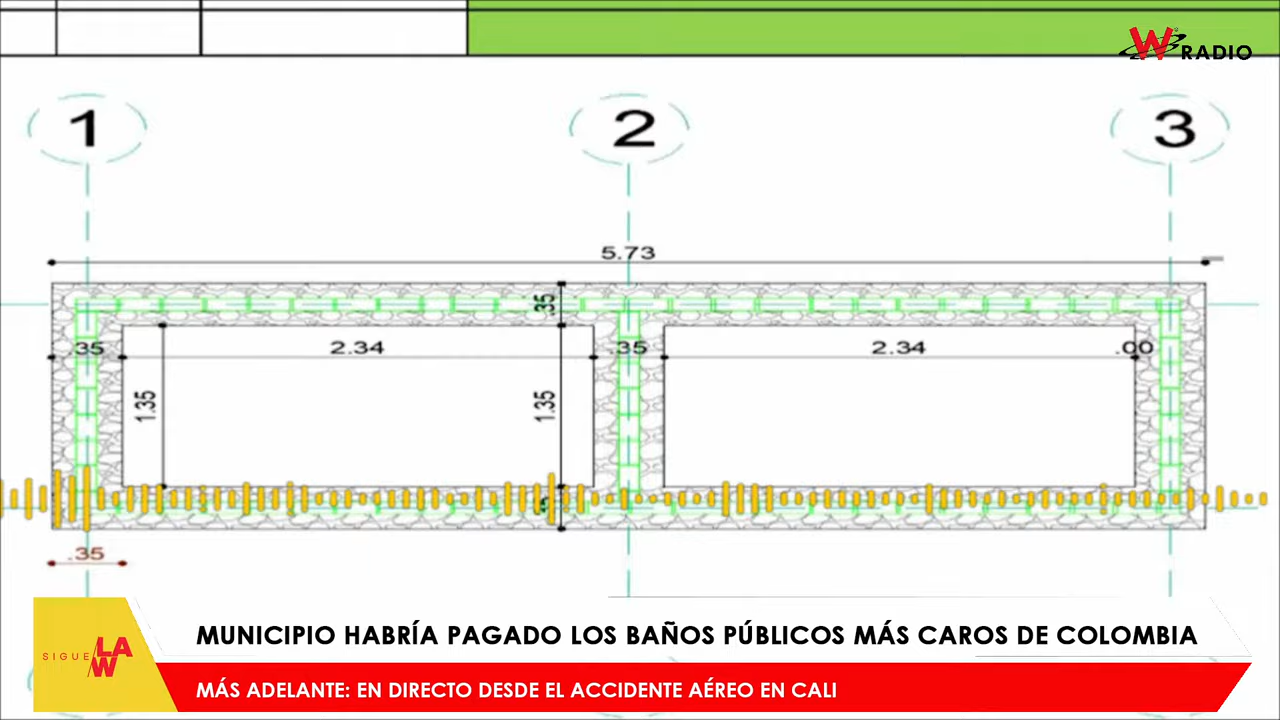 W RADIO
1 2 3
5.73
.35
.35 2.34 .35 2.34 .00
1.35 1.35
.35
MUNICIPIO HABRÍA PAGADO LOS BAÑOS PÚBLICOS MÁS CAROS DE COLOMBIA
SIGUE LA W
MÁS ADELANTE: EN DIRECTO DESDE EL ACCIDENTE AÉREO EN CALI